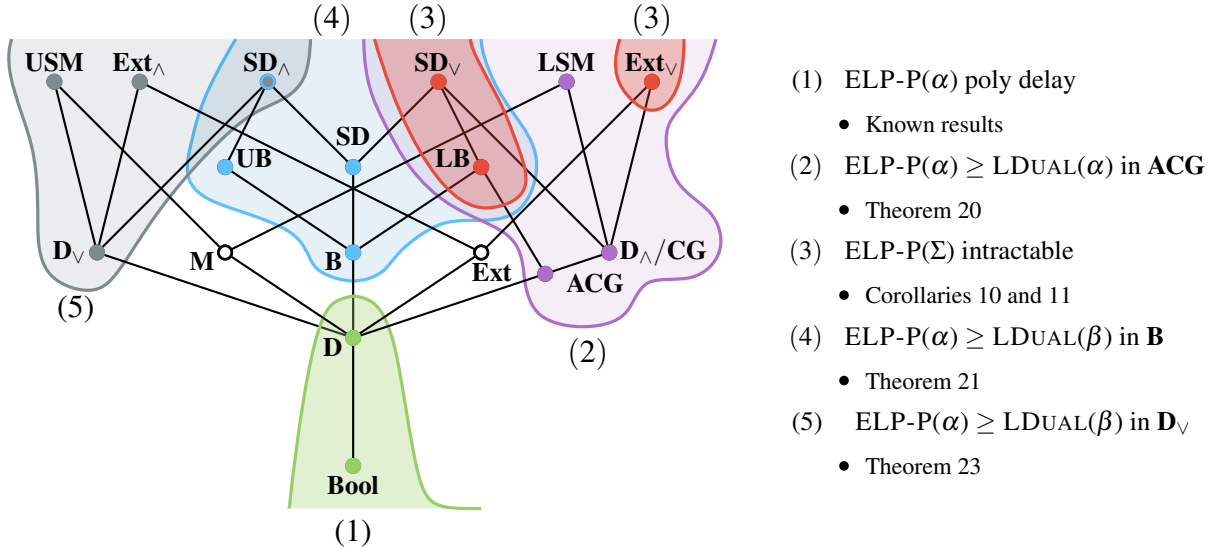 (4) (3) (3)
USM Ext∧ SD∧ SD∨ LSM Ext∨
UB SD LB
D∨ M B Ext D∧/CG
ACG
(5)
D
(2)
Bool
(1)
(1) ELP-P(α) poly delay
• Known results
(2) ELP-P(α) ≥ LDUAL(α) in ACG
• Theorem 20
(3) ELP-P(Σ) intractable
• Corollaries 10 and 11
(4) ELP-P(α) ≥ LDUAL(β) in B
• Theorem 21
(5) ELP-P(α) ≥ LDUAL(β) in D∨
• Theorem 23